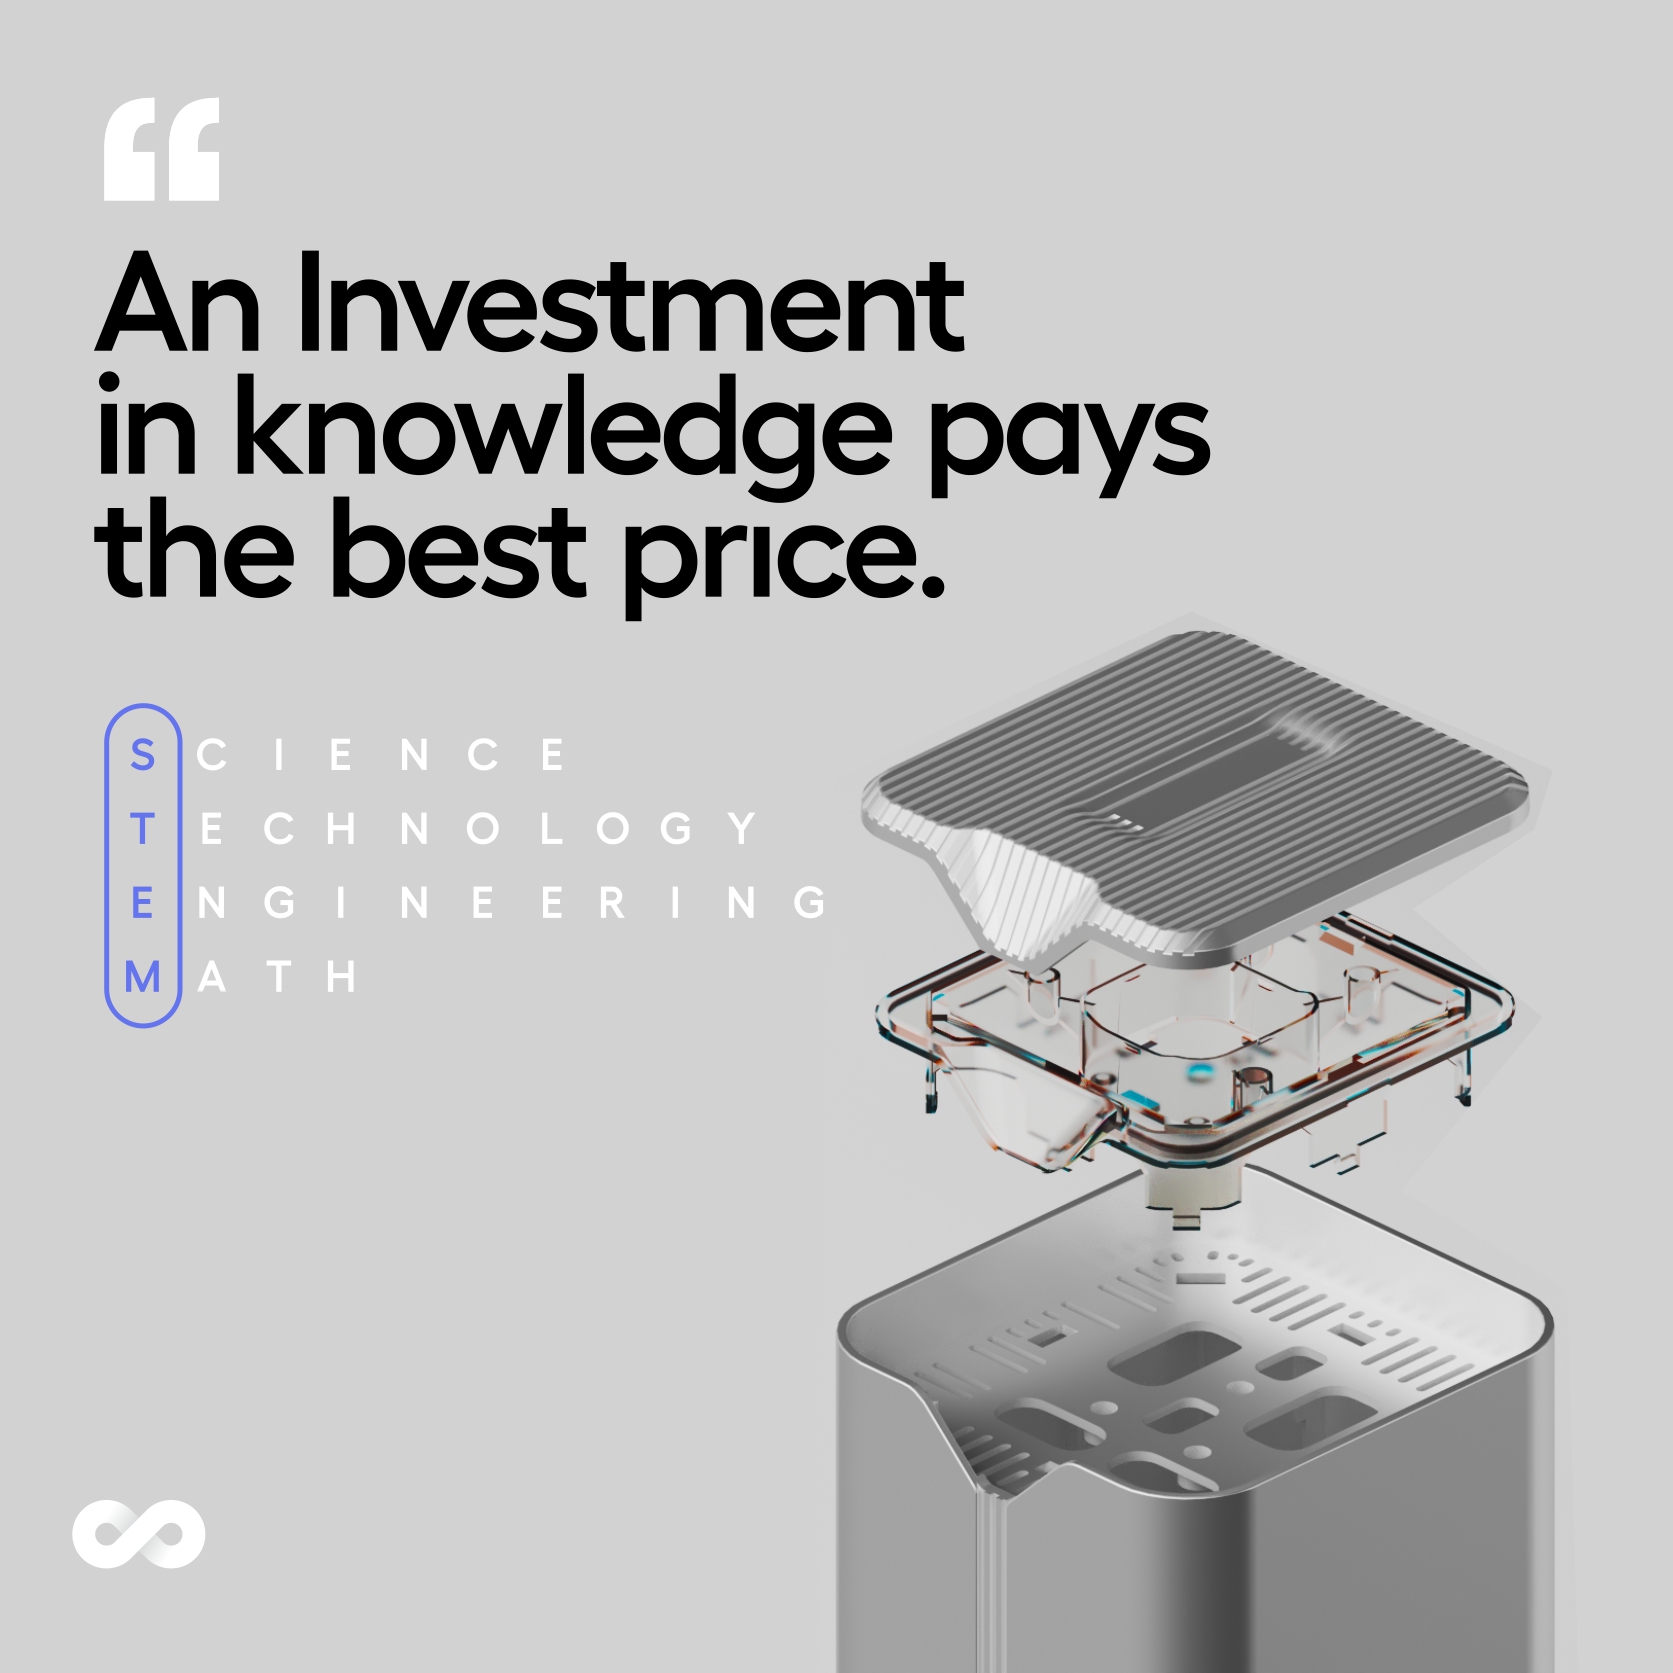 “
An Investment
in knowledge pays
the best price.
SCIENCE
TECHNOLOGY
ENGINEERING
MATH